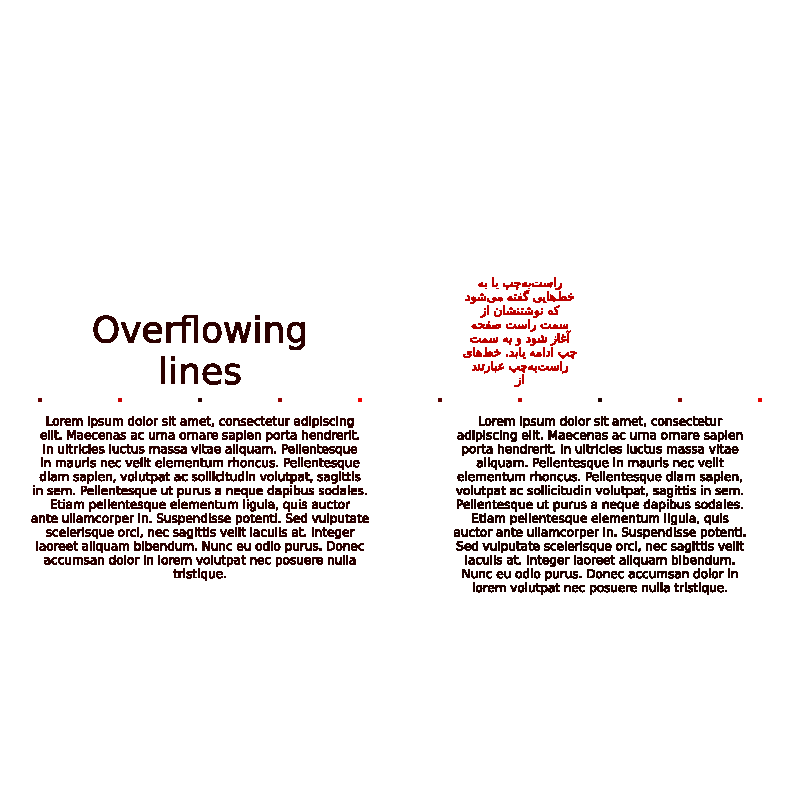 Overflowing
lines
Lorem ipsum dolor sit amet, consectetur adipiscing
elit. Maecenas ac urna ornare sapien porta hendrerit.
In ultricies luctus massa vitae aliquam. Pellentesque
in mauris nec velit elementum rhoncus. Pellentesque
diam sapien, volutpat ac sollicitudin volutpat, sagittis
in sem. Pellentesque ut purus a neque dapibus sodales.
Etiam pellentesque elementum ligula, quis auctor
ante ullamcorper in. Suspendisse potenti. Sed vulputate
scelerisque orci, nec sagittis velit iaculis at. Integer
laoreet aliquam bibendum. Nunc eu odio purus. Donec
accumsan dolor in lorem volutpat nec posuere nulla
tristique.
راست‌به‌چپ یا به
خط‌هایی گفته می‌شود
که نوشتنشان از
سمت راست صفحه
آغاز شود و به سمت
چپ ادامه یابد. خط‌های
راست‌به‌چپ عبارتند
از
Lorem ipsum dolor sit amet, consectetur
adipiscing elit. Maecenas ac urna ornare sapien
porta hendrerit. In ultricies luctus massa vitae
aliquam. Pellentesque in mauris nec velit
elementum rhoncus. Pellentesque diam sapien,
volutpat ac sollicitudin volutpat, sagittis in sem.
Pellentesque ut purus a neque dapibus sodales.
Etiam pellentesque elementum ligula, quis
auctor ante ullamcorper in. Suspendisse potenti.
Sed vulputate scelerisque orci, nec sagittis velit
iaculis at. Integer laoreet aliquam bibendum.
Nunc eu odio purus. Donec accumsan dolor in
lorem volutpat nec posuere nulla tristique.